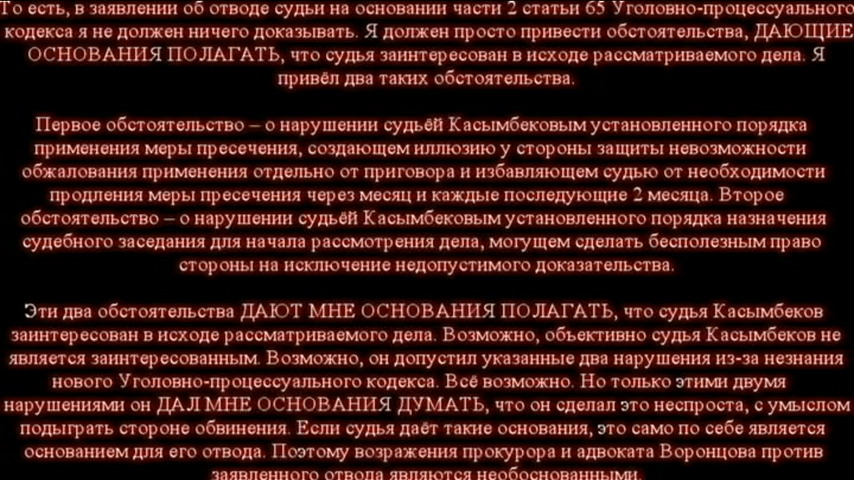 То есть, в заявлении об отводе судьи на основании части 2 статьи 65 Уголовно-процессуального
кодекса я не должен ничего доказывать. Я должен просто привести обстоятельства, ДАЮЩИЕ
ОСНОВАНИЯ ПОЛАГАТЬ, что судья заинтересован в исходе рассматриваемого дела. Я
привёл два таких обстоятельства.
Первое обстоятельство – о нарушении судьёй Касымбековым установленного порядка
применения меры пресечения, создающем иллюзию у стороны защиты невозможности
обжалования применения отдельно от приговора и избавляющем судью от необходимости
продления меры пресечения через месяц и каждые последующие 2 месяца. Второе
обстоятельство – о нарушении судьёй Касымбековым установленного порядка назначения
судебного заседания для начала рассмотрения дела, могущем сделать бесполезным право
стороны на исключение недопустимого доказательства.
Эти два обстоятельства ДАЮТ МНЕ ОСНОВАНИЯ ПОЛАГАТЬ, что судья Касымбеков
заинтересован в исходе рассматриваемого дела. Возможно, объективно судья Касымбеков не
является заинтересованным. Возможно, он допустил указанные два нарушения из-за незнания
нового Уголовно-процессуального кодекса. Всё возможно. Но только этими двумя
нарушениями он ДАЛ МНЕ ОСНОВАНИЯ ДУМАТЬ, что он сделал это неспроста, с умыслом
подыграть стороне обвинения. Если судья даёт такие основания, это само по себе является
основанием для его отвода. Поэтому возражения прокурора и адвоката Воронцова против
заявленного отвода являются необоснованными.